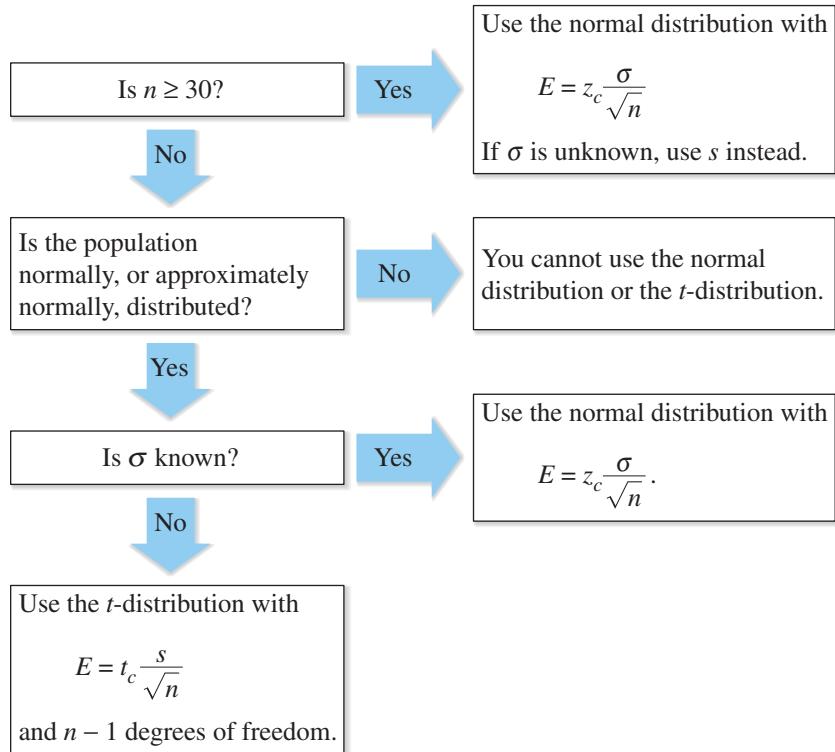 Is n ≥ 30?
Yes
Use the normal distribution with
E = z_c σ/√n
If σ is unknown, use s instead.
No
Is the population
normally, or approximately
normally, distributed?
No
You cannot use the normal
distribution or the t-distribution.
Yes
Is σ known?
Yes
Use the normal distribution with
E = z_c σ/√n.
No
Use the t-distribution with
E = t_c s/√n
and n − 1 degrees of freedom.